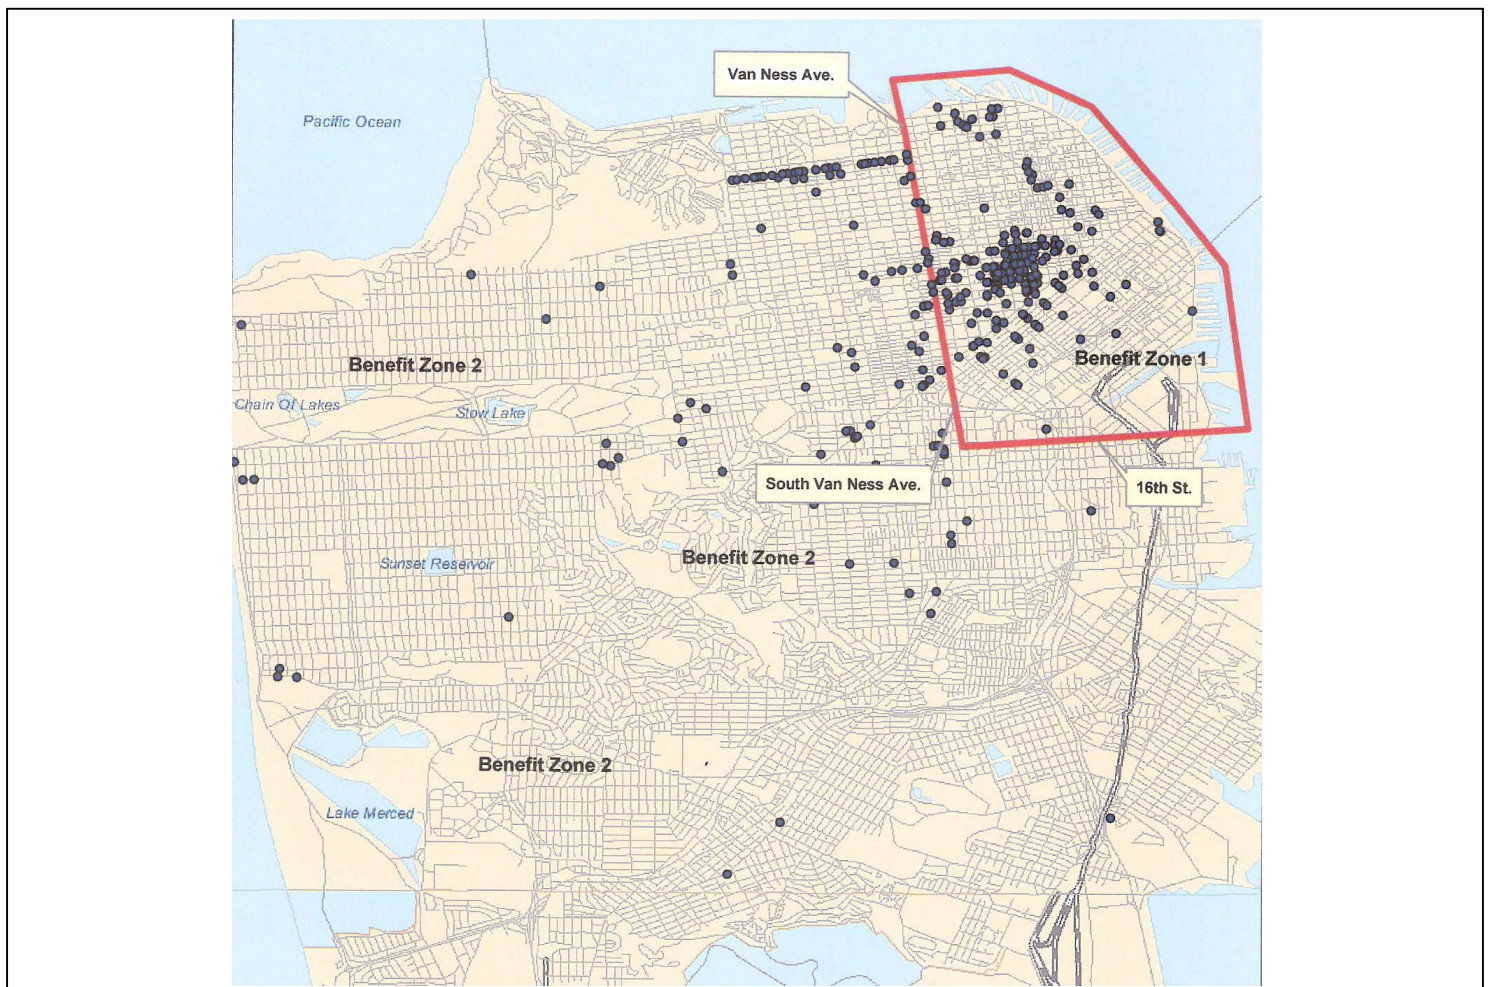 Van Ness Ave.
Pacific Ocean
Benefit Zone 1
Benefit Zone 2
Chain Of Lakes
Stow Lake
South Van Ness Ave.
16th St.
Benefit Zone 2
Sunset Reservoir
Benefit Zone 2
Lake Merced